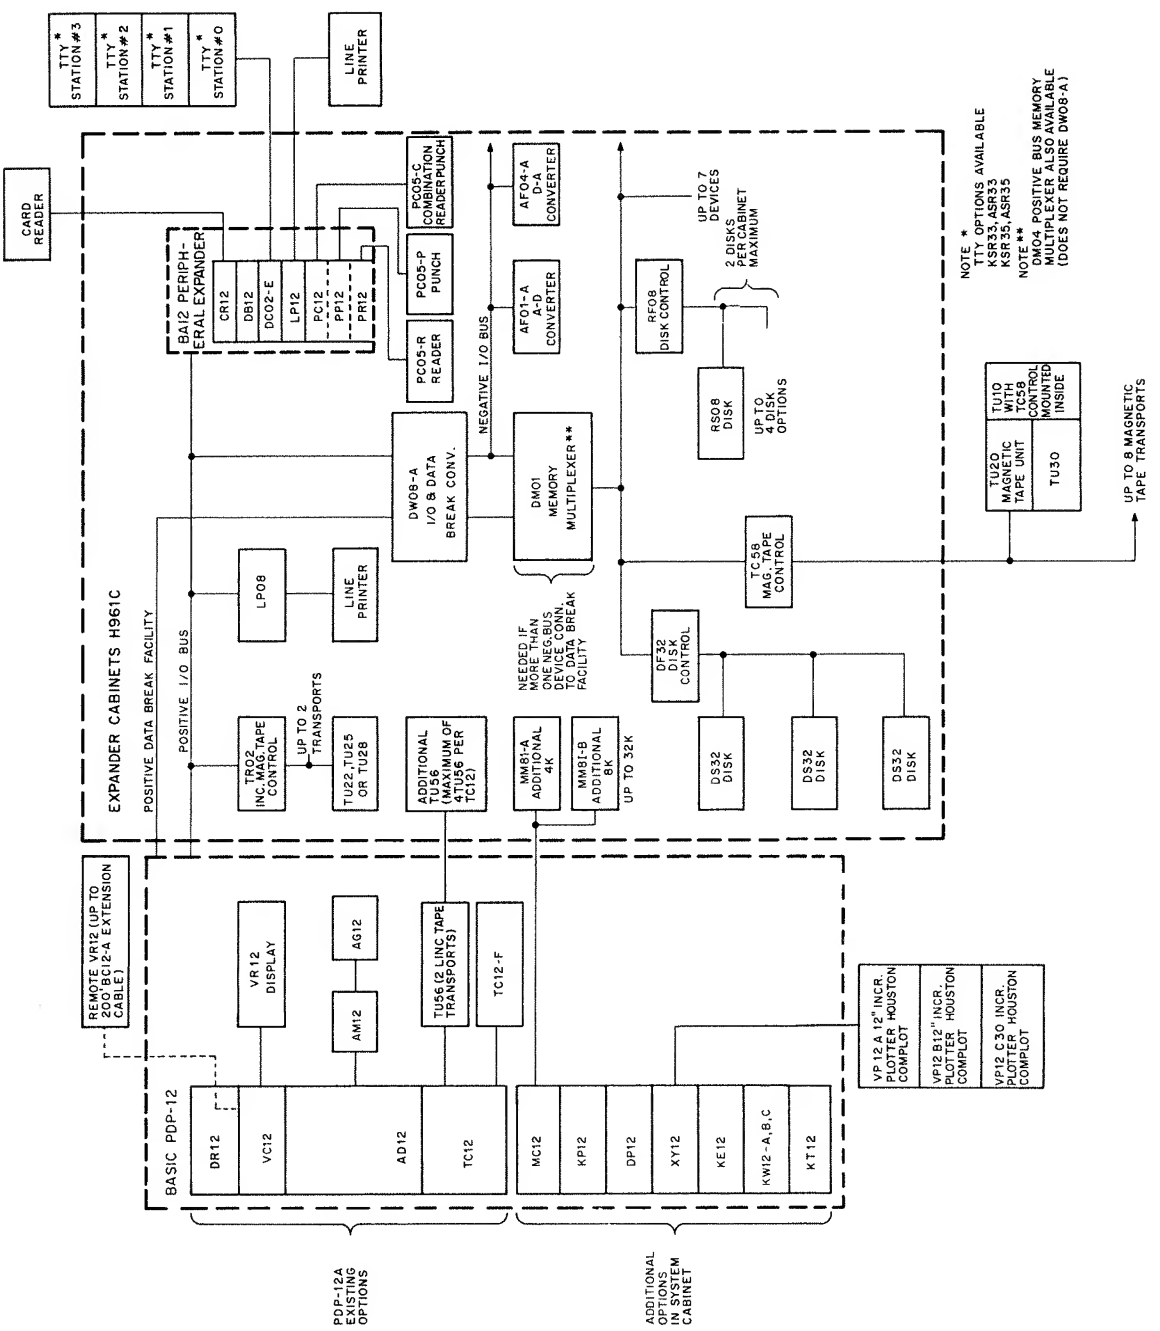 REMOTE VR12 (UP TO
200' BC12-A EXTENSION
CABLE)
BASIC PDP-12
DR12
VC12
AD12
TC12
VR12
DISPLAY
AM12
AG12
TU56 (2 LINC TAPE
TRANSPORTS)
TC12-F
MC12
KP12
DP12
XY12
KE12
KW12-A,B,C
KT12
PDP-12A
EXISTING
OPTIONS
ADDITIONAL
OPTIONS
IN SYSTEM
CABINET
VP12 A 12" INCR.
PLOTTER HOUSTON
COMPLOT
VP12 B12" INCR.
PLOTTER HOUSTON
COMPLOT
VP12 C30 INCR.
PLOTTER HOUSTON
COMPLOT
EXPANDER CABINETS H961C
POSITIVE DATA BREAK FACILITY
POSITIVE I/O BUS
TR02
INC. MAG. TAPE
CONTROL
UP TO 2
TRANSPORTS
TU22, TU25
OR TU28
LP08
LINE
PRINTER
ADDITIONAL
TU56
(MAXIMUM OF
4TU56 PER
TC12)
MM81-A
ADDITIONAL
4K
MM81-B
ADDITIONAL
8K
UP TO 32K
DW08-A
I/O & DATA
BREAK CONV.
NEGATIVE I/O BUS
NEEDED IF
MORE THAN
ONE NEG. BUS
DEVICE CONN.
TO DATA BREAK
FACILITY
DM01
MEMORY
MULTIPLEXER**
AF01-A
A-D
CONVERTER
AF04-A
D-A
CONVERTER
BA12 PERIPH-
ERAL EXPANDER
CR12
DB12
DC02-E
LP12
PC12
PP12
PR12
PC05-R
READER
PC05-P
PUNCH
PC05-C
COMBINATION
READERPUNCH
CARD
READER
TTY *
STATION #3
TTY *
STATION #2
TTY *
STATION #1
TTY *
STATION #0
LINE
PRINTER
DF32
DISK
CONTROL
DS32
DISK
DS32
DISK
DS32
DISK
TC58
MAG. TAPE
CONTROL
RF08
DISK CONTROL
RS08
DISK
UP TO
4 DISK
OPTIONS
2 DISKS
PER CABINET
MAXIMUM
UP TO 7
DEVICES
TU20
MAGNETIC
TAPE UNIT
TU10
WITH
TC58
CONTROL
MOUNTED
INSIDE
TU30
UP TO 8 MAGNETIC
TAPE TRANSPORTS
NOTE *
TTY OPTIONS AVAILABLE
KSR33, ASR33
KSR35, ASR35
NOTE **
DM04 POSITIVE BUS MEMORY
MULTIPLEXER ALSO AVAILABLE
(DOES NOT REQUIRE DW08-A)